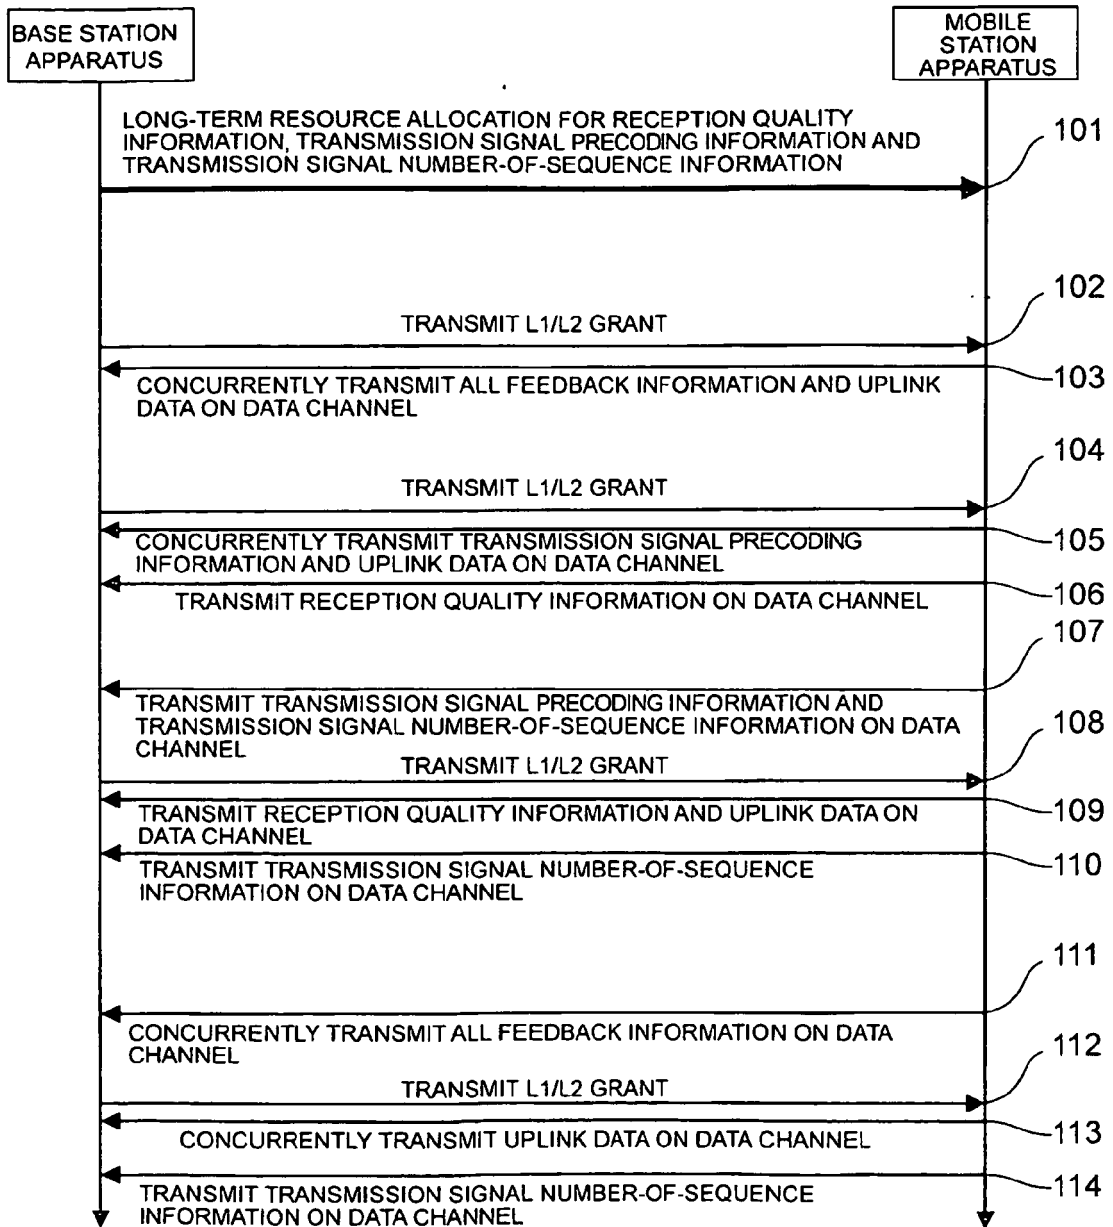 BASE STATION
APPARATUS
MOBILE
STATION
APPARATUS
LONG-TERM RESOURCE ALLOCATION FOR RECEPTION QUALITY
INFORMATION, TRANSMISSION SIGNAL PRECODING INFORMATION AND
TRANSMISSION SIGNAL NUMBER-OF-SEQUENCE INFORMATION
101
TRANSMIT L1/L2 GRANT
102
103
CONCURRENTLY TRANSMIT ALL FEEDBACK INFORMATION AND UPLINK
DATA ON DATA CHANNEL
TRANSMIT L1/L2 GRANT
104
105
CONCURRENTLY TRANSMIT TRANSMISSION SIGNAL PRECODING
INFORMATION AND UPLINK DATA ON DATA CHANNEL
106
TRANSMIT RECEPTION QUALITY INFORMATION ON DATA CHANNEL
107
TRANSMIT TRANSMISSION SIGNAL PRECODING INFORMATION AND
TRANSMISSION SIGNAL NUMBER-OF-SEQUENCE INFORMATION ON DATA
CHANNEL
TRANSMIT L1/L2 GRANT
108
109
TRANSMIT RECEPTION QUALITY INFORMATION AND UPLINK DATA ON
DATA CHANNEL
110
TRANSMIT TRANSMISSION SIGNAL NUMBER-OF-SEQUENCE
INFORMATION ON DATA CHANNEL
111
CONCURRENTLY TRANSMIT ALL FEEDBACK INFORMATION ON DATA
CHANNEL
TRANSMIT L1/L2 GRANT
112
113
CONCURRENTLY TRANSMIT UPLINK DATA ON DATA CHANNEL
114
TRANSMIT TRANSMISSION SIGNAL NUMBER-OF-SEQUENCE
INFORMATION ON DATA CHANNEL